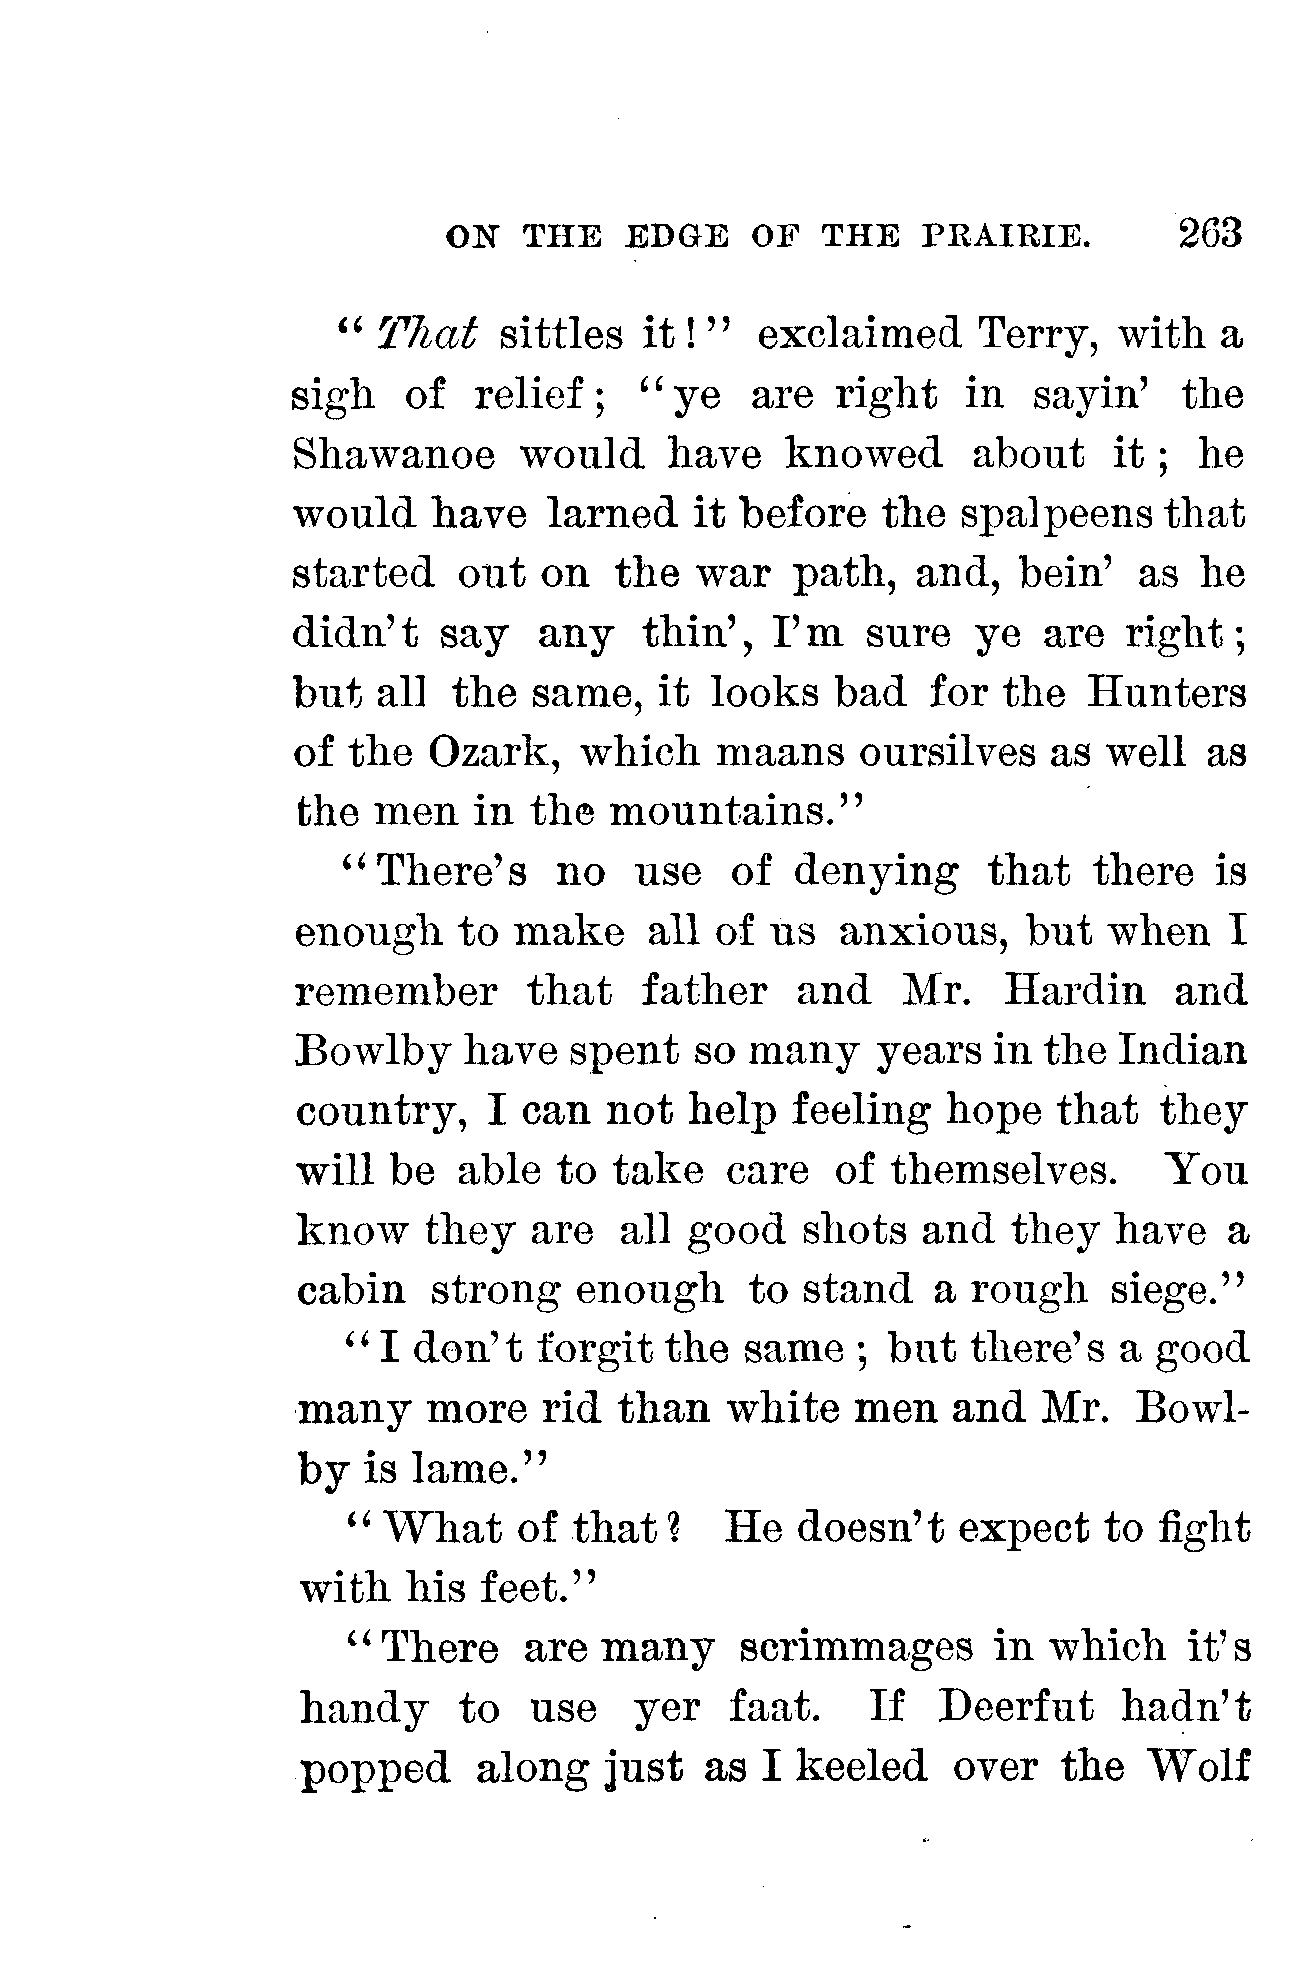 ON THE EDGE OF THE PRAIRIE. 263
"That sittles it!" exclaimed Terry, with a
sigh of relief; "ye are right in sayin' the
Shawanoe would have knowed about it; he
would have larned it before the spalpeens that
started out on the war path, and, bein' as he
didn't say any thin', I'm sure ye are right;
but all the same, it looks bad for the Hunters
of the Ozark, which maans oursilves as well as
the men in the mountains."
"There's no use of denying that there is
enough to make all of us anxious, but when I
remember that father and Mr. Hardin and
Bowlby have spent so many years in the Indian
country, I can not help feeling hope that they
will be able to take care of themselves. You
know they are all good shots and they have a
cabin strong enough to stand a rough siege."
"I don't forgit the same; but there's a good
many more rid than white men and Mr. Bowl-
by is lame."
"What of that? He doesn't expect to fight
with his feet."
"There are many scrimmages in which it's
handy to use yer faat. If Deerfut hadn't
popped along just as I keeled over the Wolf